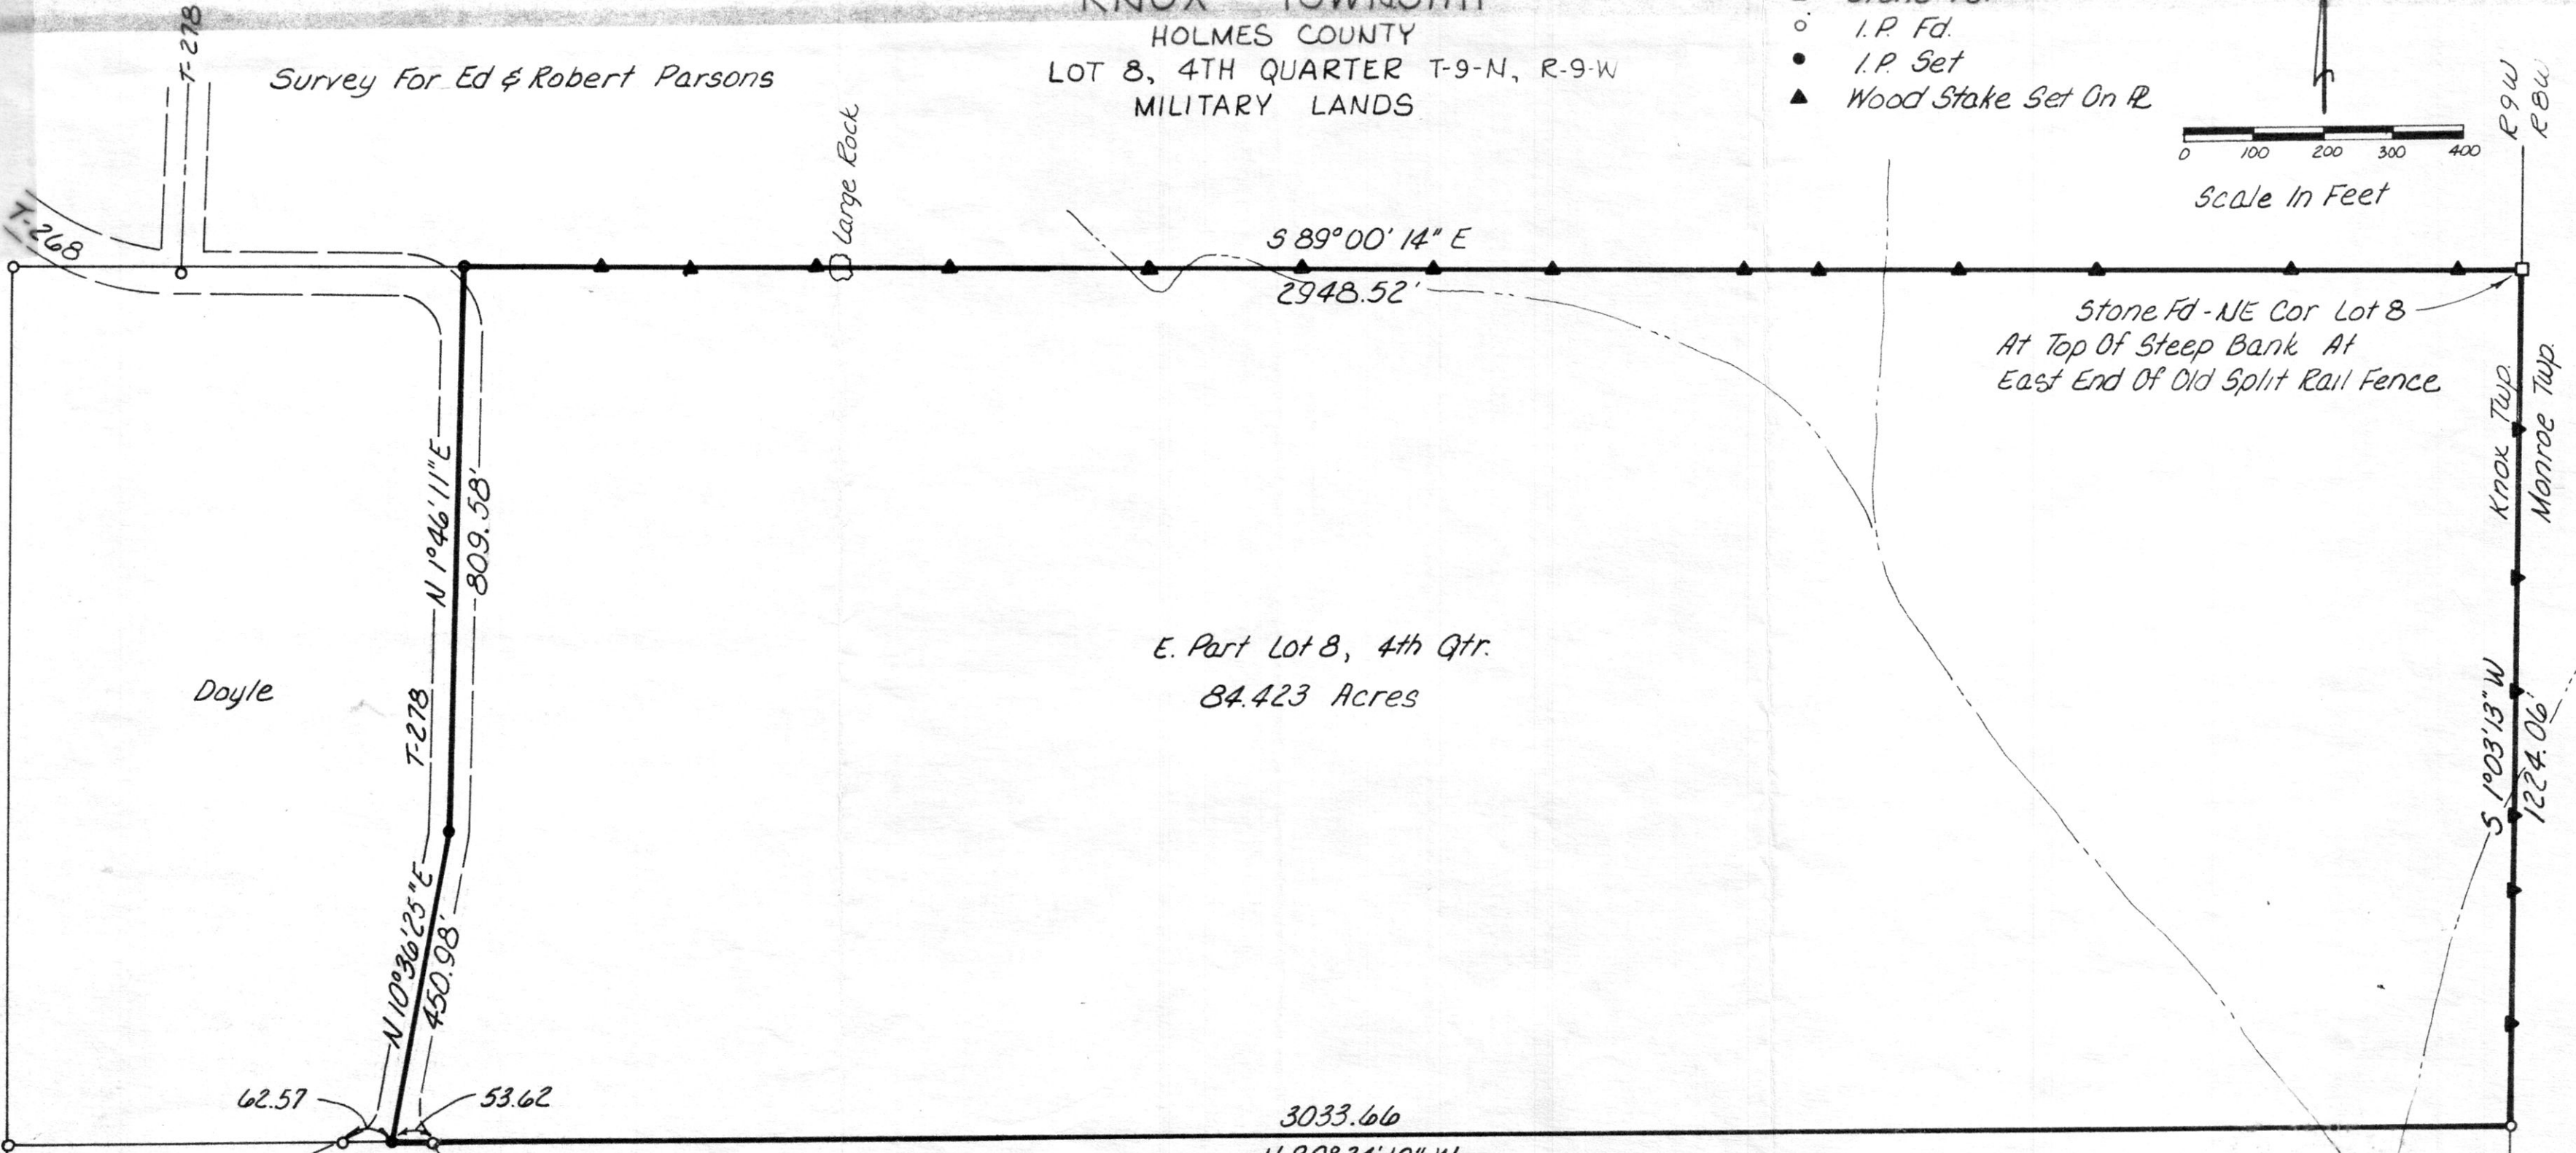 KNOX TOWNSHIP
HOLMES COUNTY
LOT 8, 4TH QUARTER T-9-N, R-9-W
MILITARY LANDS
Survey For Ed & Robert Parsons
I.P. Fd.
I.P. Set
Wood Stake Set On PL
0 100 200 300 400
Scale In Feet
R9W
R8W
T-278
T-268
Large Rock
S 89°00'14" E
2948.52'
Stone Fd - NE Cor Lot 8
At Top Of Steep Bank At
East End Of Old Split Rail Fence
Knox Twp.
Monroe Twp.
N 1°46'11" E
809.58'
T-278
Doyle
E. Part Lot 8, 4th Qtr.
84.423 Acres
S 1°03'13" W
1224.06'
N 10°36'25" E
450.98'
62.57
53.62
3033.66